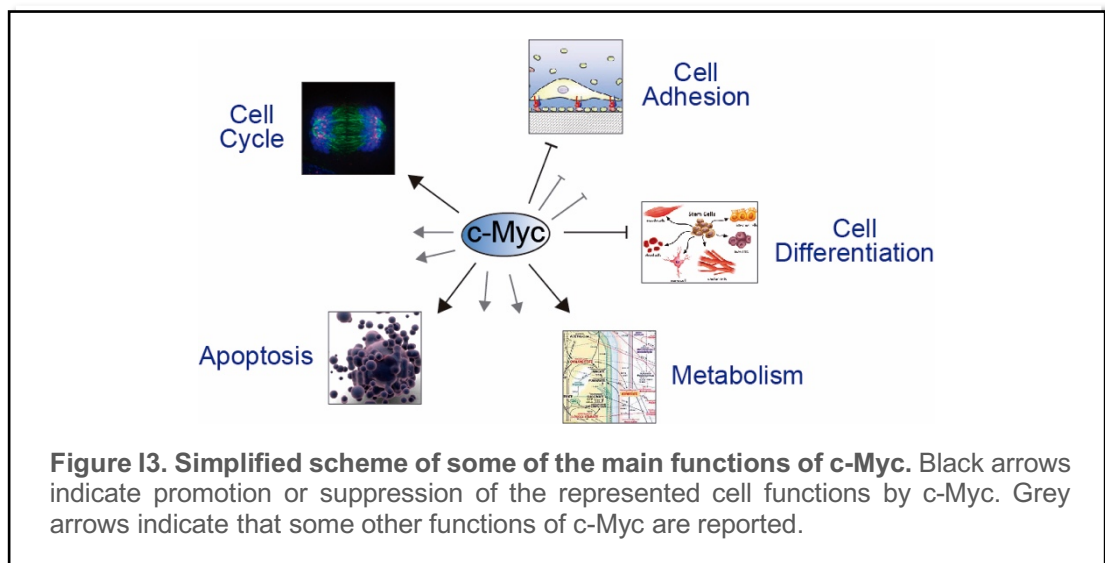 Cell
Adhesion
Cell
Cycle
c-Myc
Stem Cells
Cell
Differentiation
Apoptosis
Metabolism
Figure I3. Simplified scheme of some of the main functions of c-Myc. Black arrows
indicate promotion or suppression of the represented cell functions by c-Myc. Grey
arrows indicate that some other functions of c-Myc are reported.